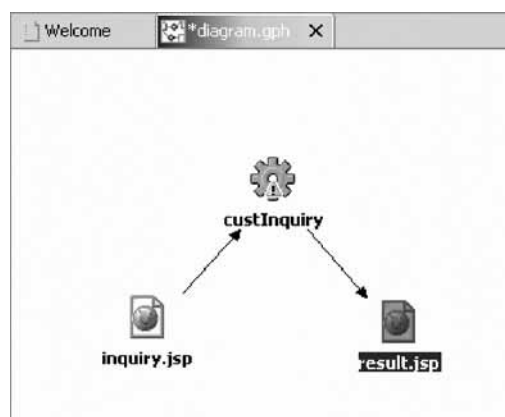 Welcome
*diagram.gph
custInquiry
inquiry.jsp
result.jsp